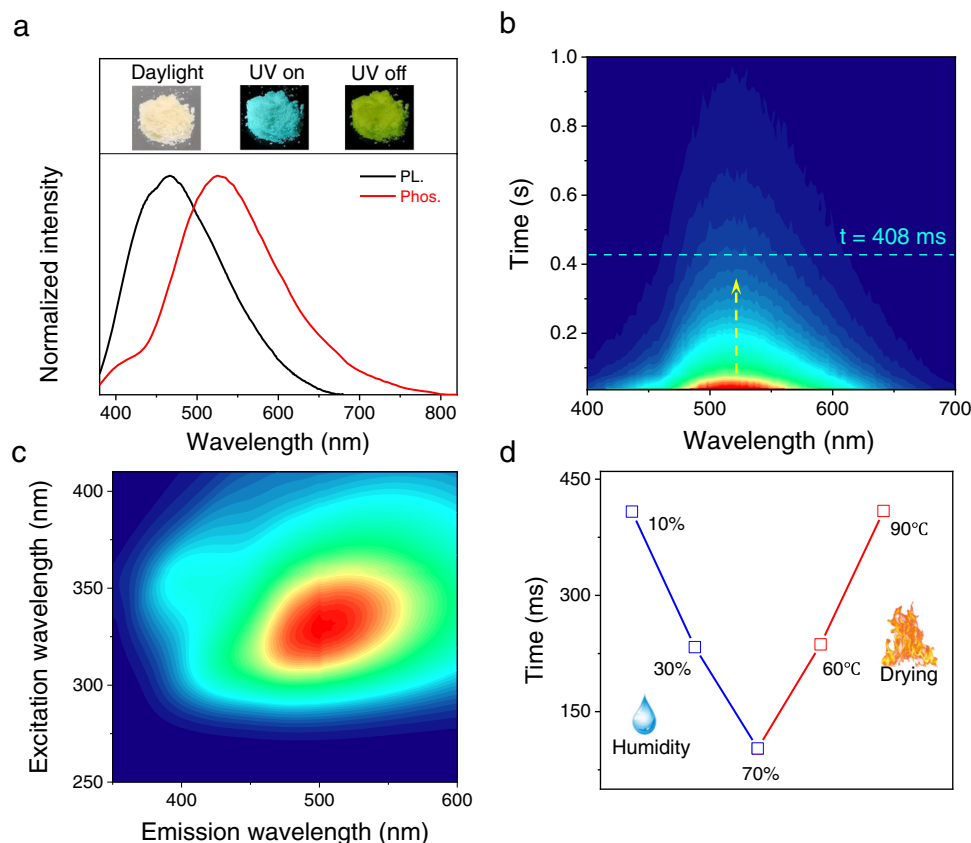 a
Daylight UV on UV off
PL.
Phos.
Normalized intensity
400 500 600 700 800
Wavelength (nm)
b
1.0
0.8
0.6
0.4
0.2
Time (s)
t = 408 ms
400 500 600 700
Wavelength (nm)
c
400
350
300
250
Excitation wavelength (nm)
400 500 600
Emission wavelength (nm)
d
450
300
150
Time (ms)
10%
90℃
30%
60℃
Drying
Humidity
70%